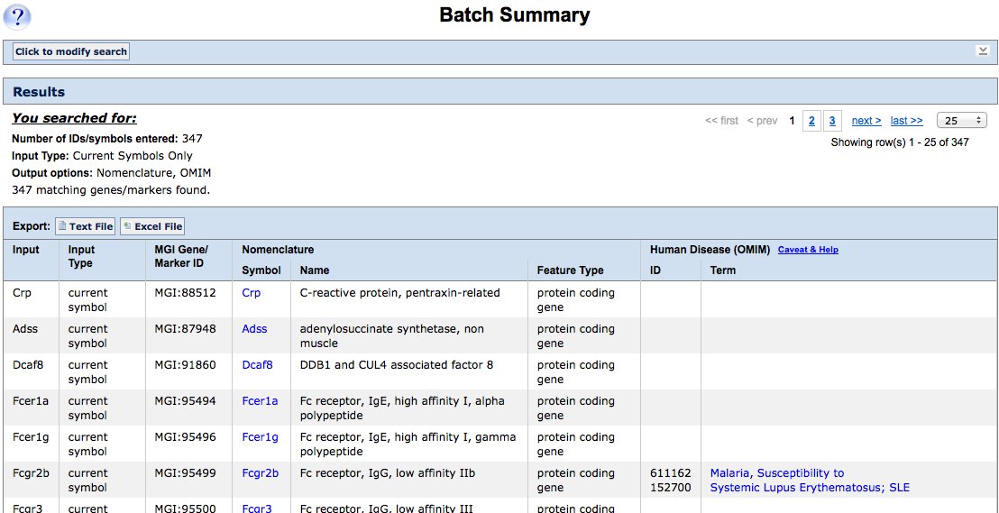 ?
Batch Summary
Click to modify search
Results
You searched for:
Number of IDs/symbols entered: 347
Input Type: Current Symbols Only
Output options: Nomenclature, OMIM
347 matching genes/markers found.
<< first < prev 1 2 3 next > last >> 25
Showing row(s) 1 - 25 of 347
Export: Text File Excel File
Input Input Type MGI Gene/ Marker ID Nomenclature Human Disease (OMIM) Caveat & Help
Symbol Name Feature Type ID Term
Crp current MGI:88512 Crp C-reactive protein, pentraxin-related protein coding
symbol gene
Adss current MGI:87948 Adss adenylosuccinate synthetase, non protein coding
symbol muscle gene
Dcaf8 current MGI:91860 Dcaf8 DDB1 and CUL4 associated factor 8 protein coding
symbol gene
Fcer1a current MGI:95494 Fcer1a Fc receptor, IgE, high affinity I, alpha protein coding
symbol polypeptide gene
Fcer1g current MGI:95496 Fcer1g Fc receptor, IgE, high affinity I, gamma protein coding
symbol polypeptide gene
Fcgr2b current MGI:95499 Fcgr2b Fc receptor, IgG, low affinity IIb protein coding 611162 Malaria, Susceptibility to
symbol gene 152700 Systemic Lupus Erythematosus; SLE
Fcgr3 current MGI:95500 Fcgr3 Fc receptor, IgG, low affinity III protein coding